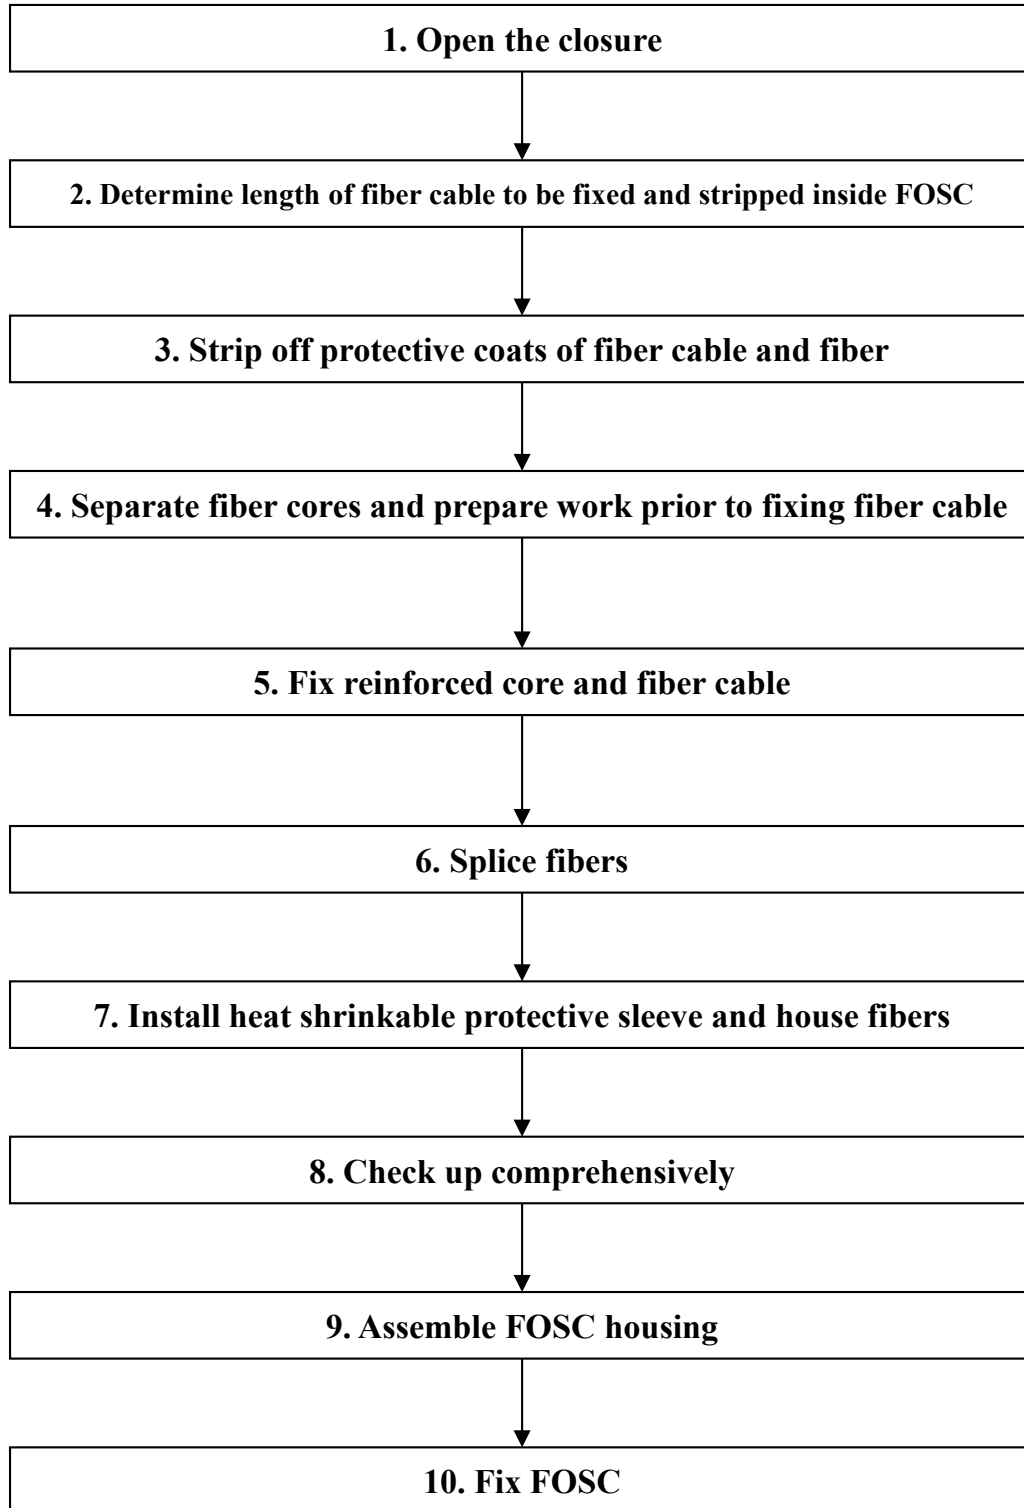 1. Open the closure
2. Determine length of fiber cable to be fixed and stripped inside FOSC
3. Strip off protective coats of fiber cable and fiber
4. Separate fiber cores and prepare work prior to fixing fiber cable
5. Fix reinforced core and fiber cable
6. Splice fibers
7. Install heat shrinkable protective sleeve and house fibers
8. Check up comprehensively
9. Assemble FOSC housing
10. Fix FOSC